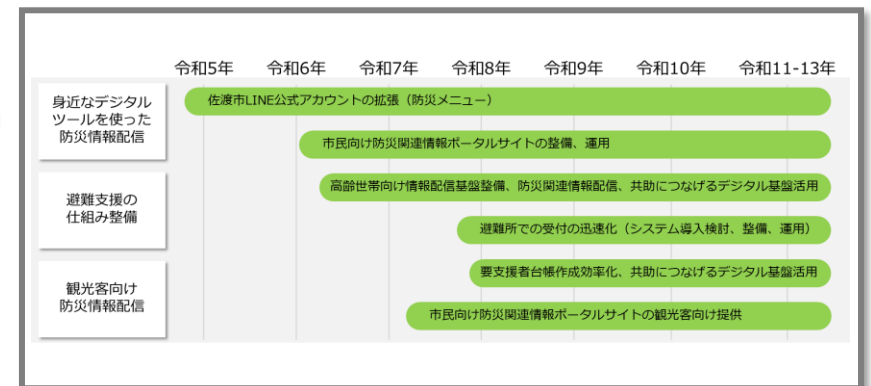 令和5年 令和6年 令和7年 令和8年 令和9年 令和10年 令和11-13年
身近なデジタル
ツールを使った
防災情報配信
佐渡市LINE公式アカウントの拡張（防災メニュー）
市民向け防災関連情報ポータルサイトの整備、運用
避難支援の
仕組み整備
高齢世帯向け情報配信基盤整備、防災関連情報配信、共助につなげるデジタル基盤活用
避難所での受付の迅速化（システム導入検討、整備、運用）
要支援者台帳作成効率化、共助につなげるデジタル基盤活用
観光客向け
防災情報配信
市民向け防災関連情報ポータルサイトの観光客向け提供